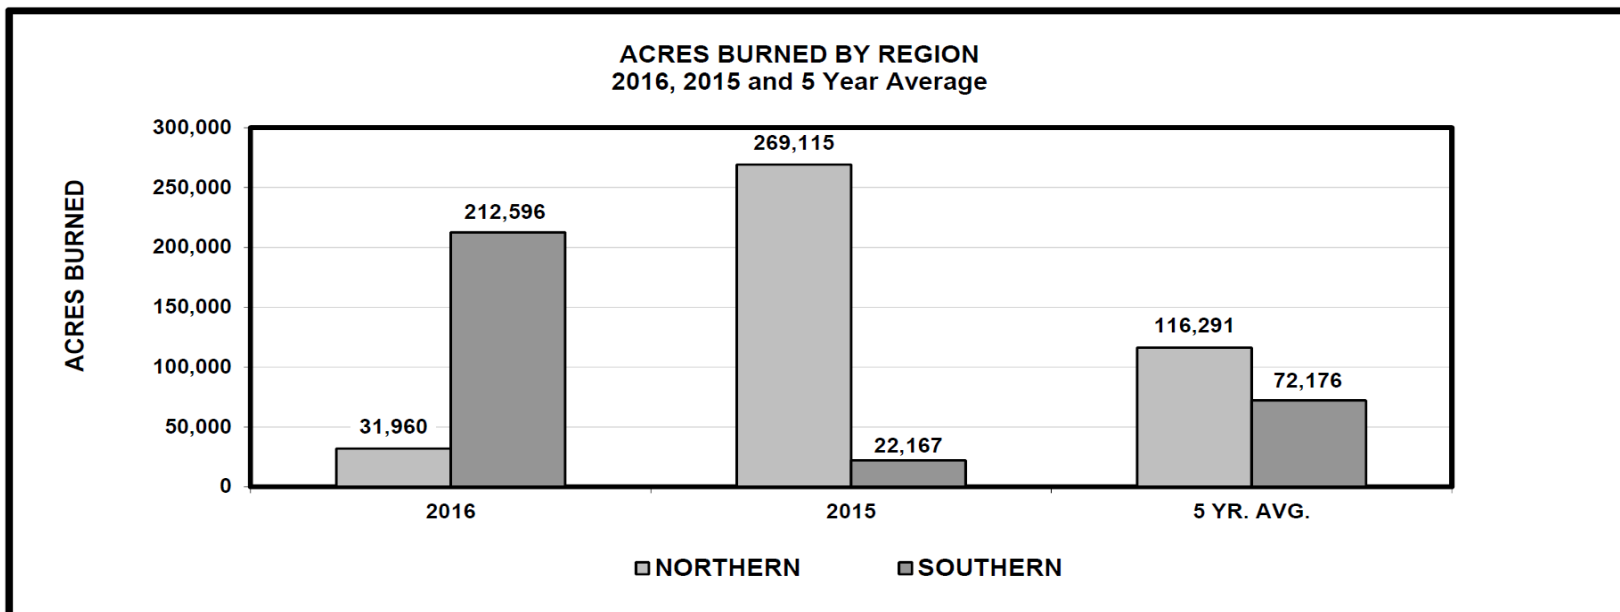 ACRES BURNED BY REGION
2016, 2015 and 5 Year Average
ACRES BURNED
300,000
250,000
200,000
150,000
100,000
50,000
0
31,960
212,596
269,115
22,167
116,291
72,176
2016
2015
5 YR. AVG.
NORTHERN
SOUTHERN